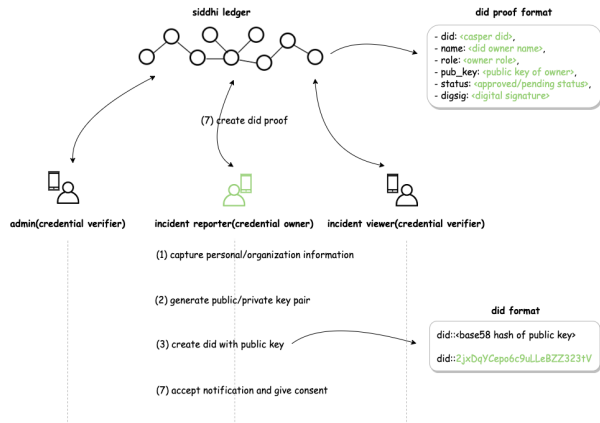 siddhi ledger
did proof format
- did: <casper did>,
- name: <did owner name>,
- role: <owner role>,
- pub_key: <public key of owner>,
- status: <approved/pending status>,
- digsig: <digital signature>
(7) create did proof
admin(credential verifier)
incident reporter(credential owner)
incident viewer(credential verifier)
(1) capture personal/organization information
(2) generate public/private key pair
did format
(3) create did with public key
did::<base58 hash of public key>
did::2jxDqYCepo6c9uLLeBZZ323tV
(7) accept notification and give consent